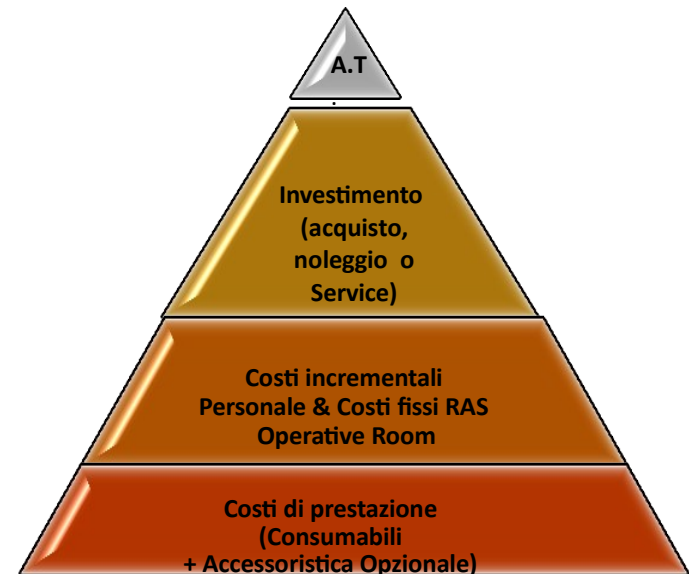 A.T
Investimento
(acquisto,
noleggio o
Service)
Costi incrementali
Personale & Costi fissi RAS
Operative Room
Costi di prestazione
(Consumabili
+ Accessoristica Opzionale)